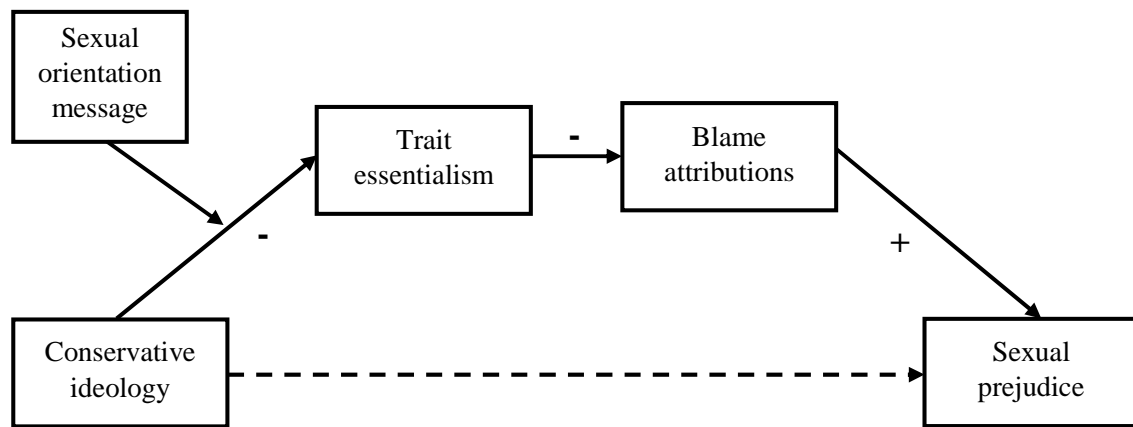 Sexual
orientation
message
Trait
essentialism
-
Blame
attributions
-
+
Conservative
ideology
Sexual
prejudice